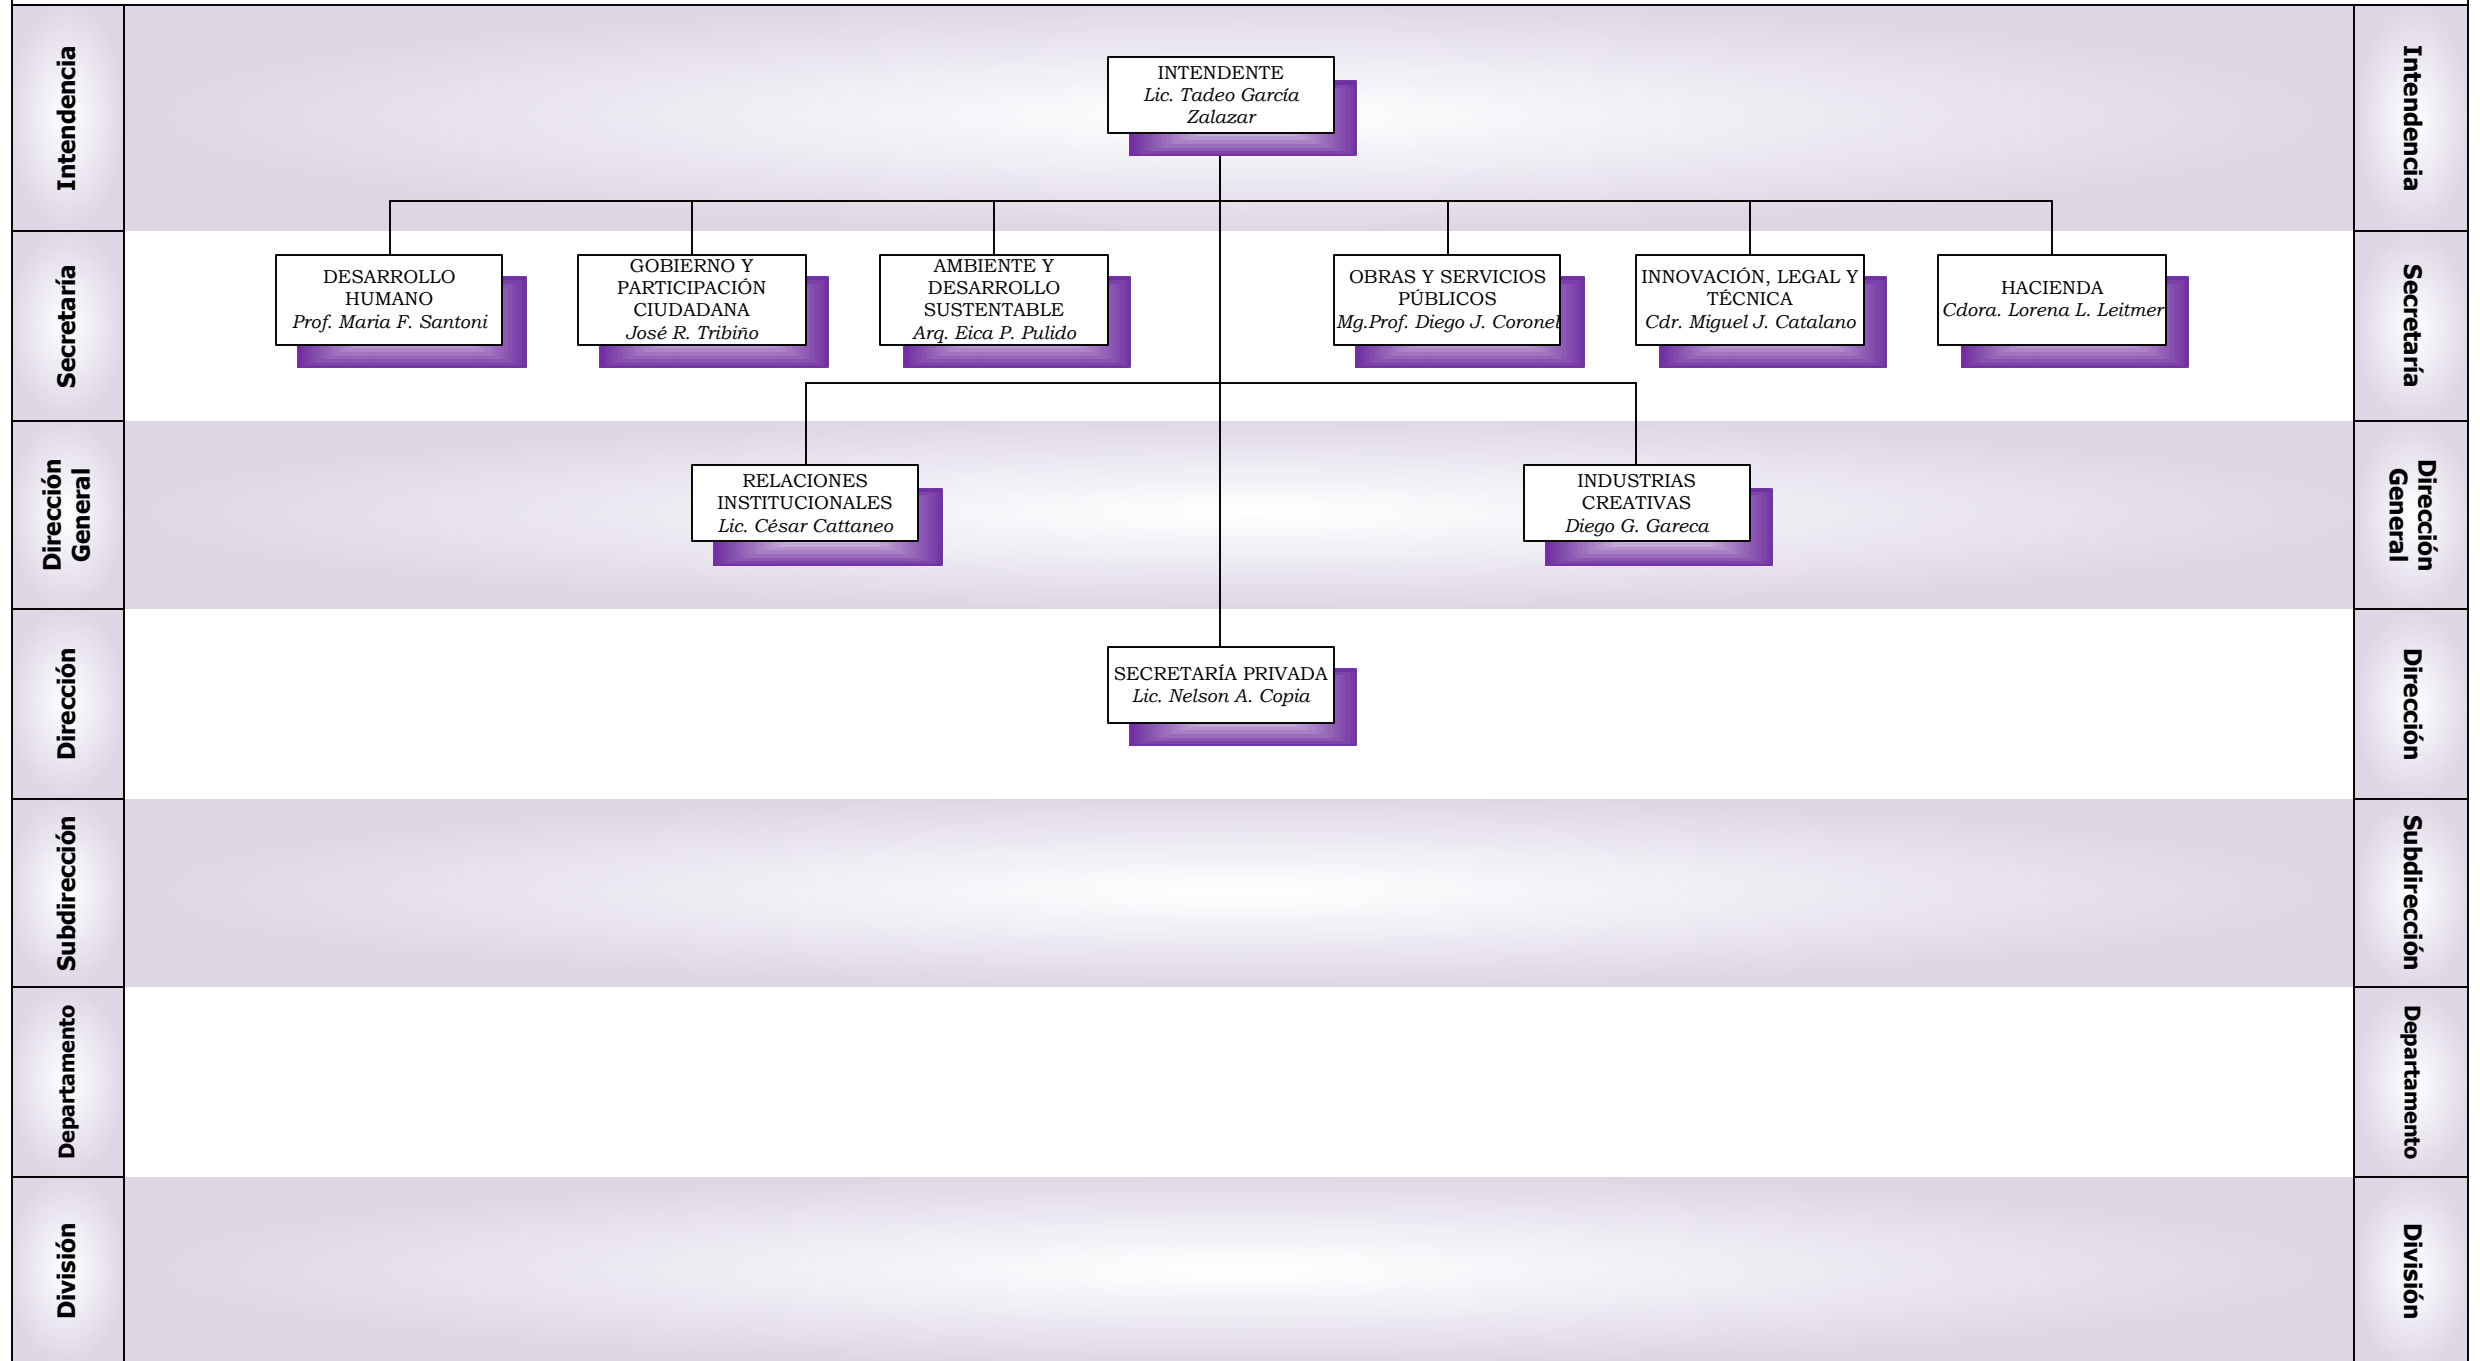 Intendencia
INTENDENTE
Lic. Tadeo García
Zalazar
Intendencia
Secretaría
DESARROLLO
HUMANO
Prof. Maria F. Santoni
GOBIERNO Y
PARTICIPACIÓN
CIUDADANA
José R. Tribiño
AMBIENTE Y
DESARROLLO
SUSTENTABLE
Arq. Eica P. Pulido
OBRAS Y SERVICIOS
PÚBLICOS
Mg.Prof. Diego J. Coronel
INNOVACIÓN, LEGAL Y
TÉCNICA
Cdr. Miguel J. Catalano
HACIENDA
Cdora. Lorena L. Leitmer
Secretaría
Dirección
General
RELACIONES
INSTITUCIONALES
Lic. César Cattaneo
INDUSTRIAS
CREATIVAS
Diego G. Gareca
Dirección
General
Dirección
SECRETARÍA PRIVADA
Lic. Nelson A. Copia
Dirección
Subdirección
Subdirección
Departamento
Departamento
División
División